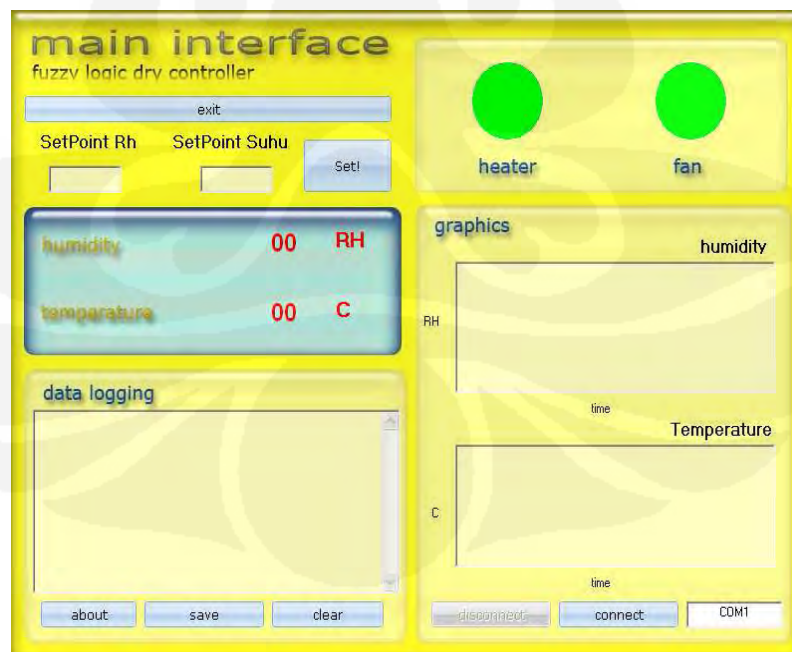 main interface
fuzzy logic dry controller
exit
SetPoint Rh
SetPoint Suhu
Set!
heater
fan
humidity
00
RH
temperature
00
C
graphics
humidity
RH
time
Temperature
C
time
data logging
about
save
clear
disconnect
connect
COM1